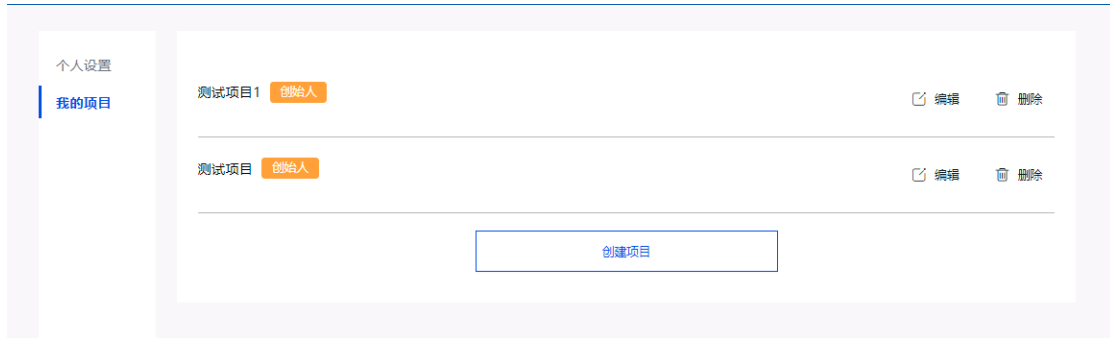 个人设置
我的项目
测试项目1 创始人
编辑 删除
测试项目 创始人
编辑 删除
创建项目